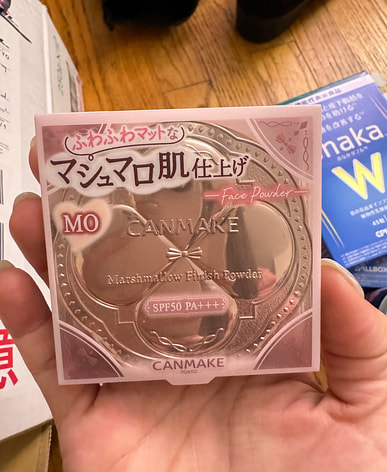 ふわふわマットな
マシュマロ肌仕上げ
Face Powder
MO
CANMAKE
Marshmallow Finish Powder
SPF50 PA+++
CANMAKE
TOKYO
naka
W